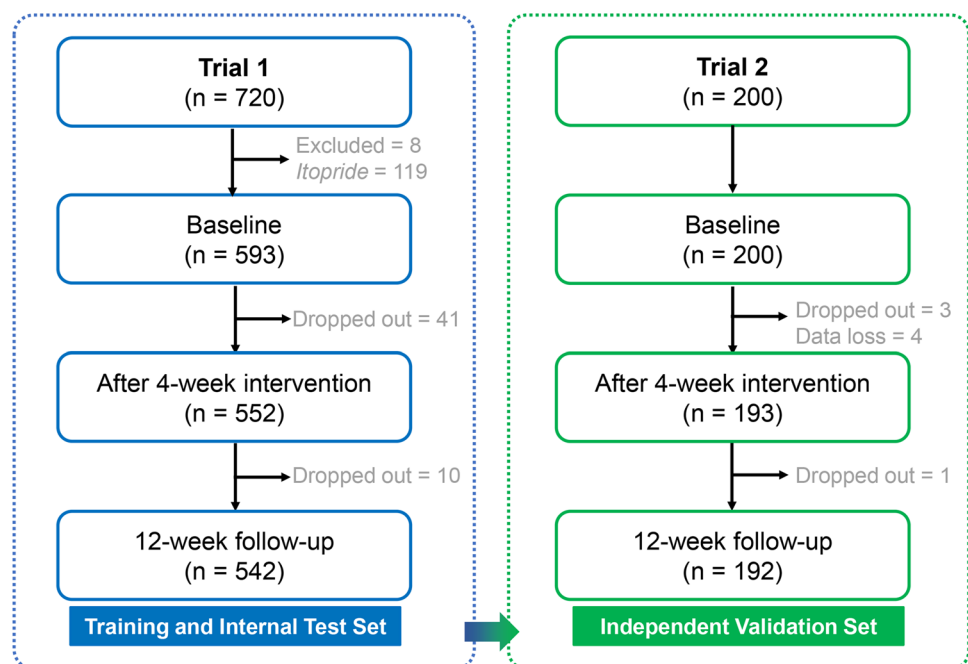 Trial 1
(n = 720)
Excluded = 8
Itopride = 119
Baseline
(n = 593)
Dropped out = 41
After 4-week intervention
(n = 552)
Dropped out = 10
12-week follow-up
(n = 542)
Training and Internal Test Set
Trial 2
(n = 200)
Baseline
(n = 200)
Dropped out = 3
Data loss = 4
After 4-week intervention
(n = 193)
Dropped out = 1
12-week follow-up
(n = 192)
Independent Validation Set